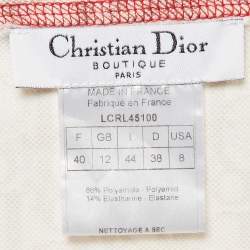 Christian Dior
BOUTIQUE
PARIS
MADE IN FRANCE
Fabriqué en France
LCRL45100
F GB I D USA
40 12 44 38 8
86% Polyamide - Polyamid
14% Elasthanne - Elastane
NETTOYAGE A SEC